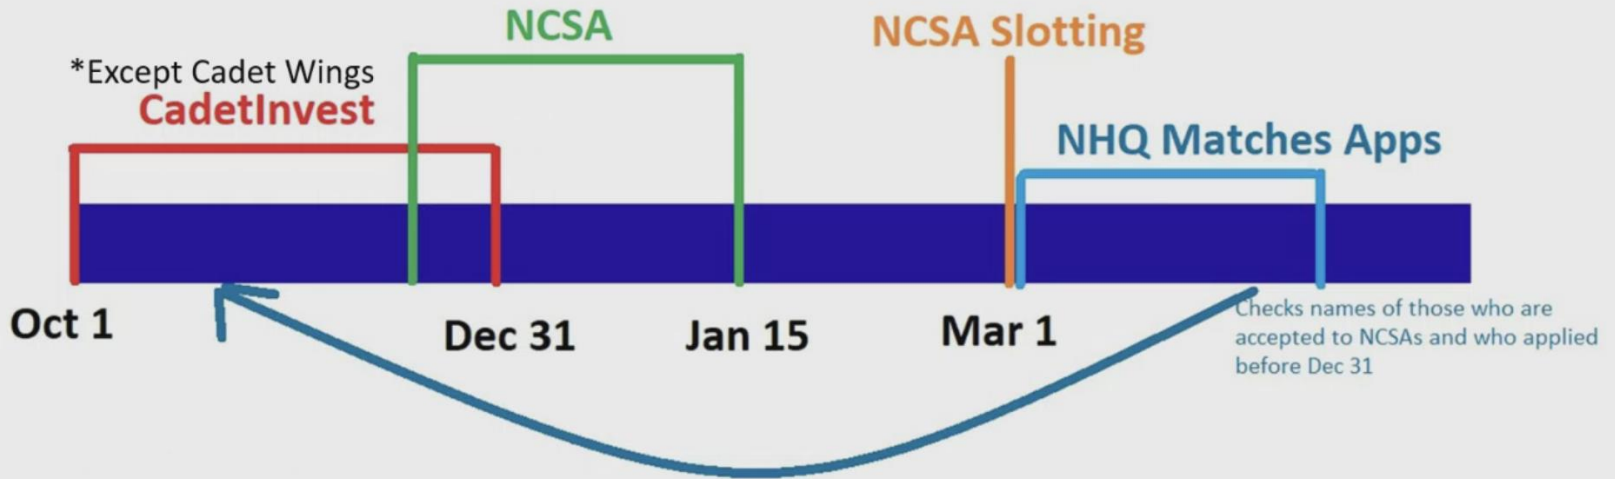 NCSA
NCSA Slotting
*Except Cadet Wings
CadetInvest
NHQ Matches Apps
Oct 1
Dec 31
Jan 15
Mar 1
Checks names of those who are
accepted to NCSAs and who applied
before Dec 31